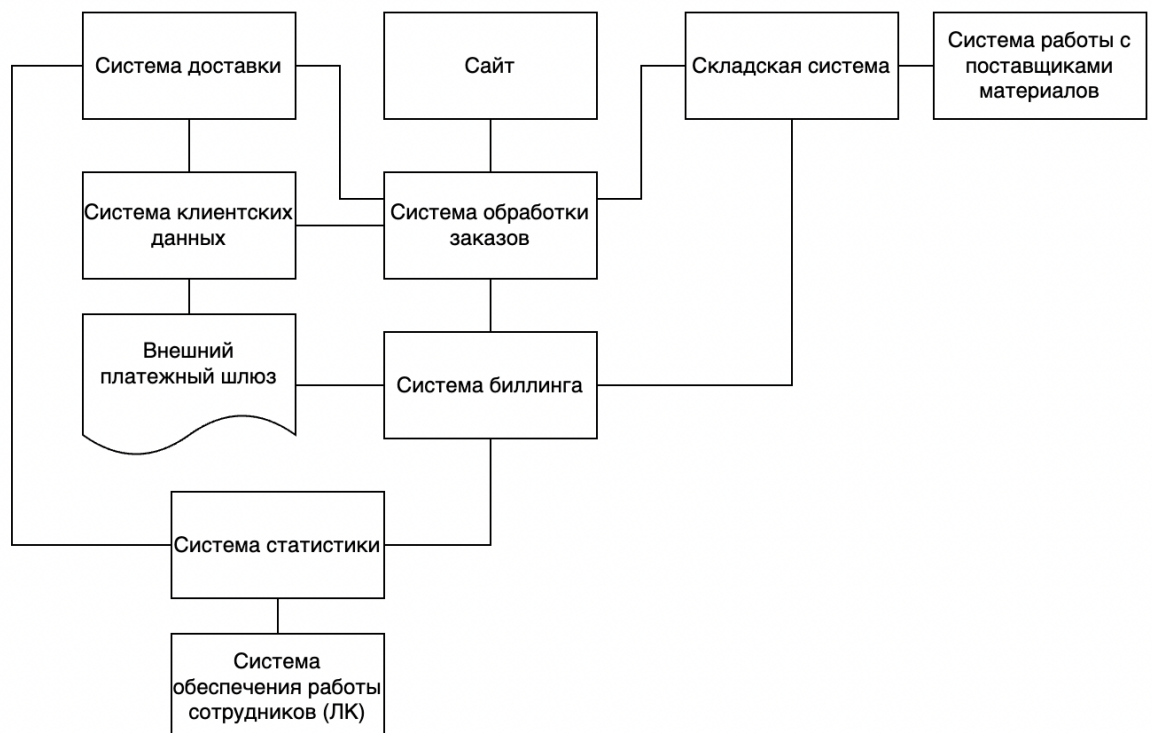 Система доставки
Сайт
Складская система
Система работы с
поставщиками
материалов
Система клиентских
данных
Система обработки
заказов
Внешний
платежный шлюз
Система биллинга
Система статистики
Система
обеспечения работы
сотрудников (ЛК)